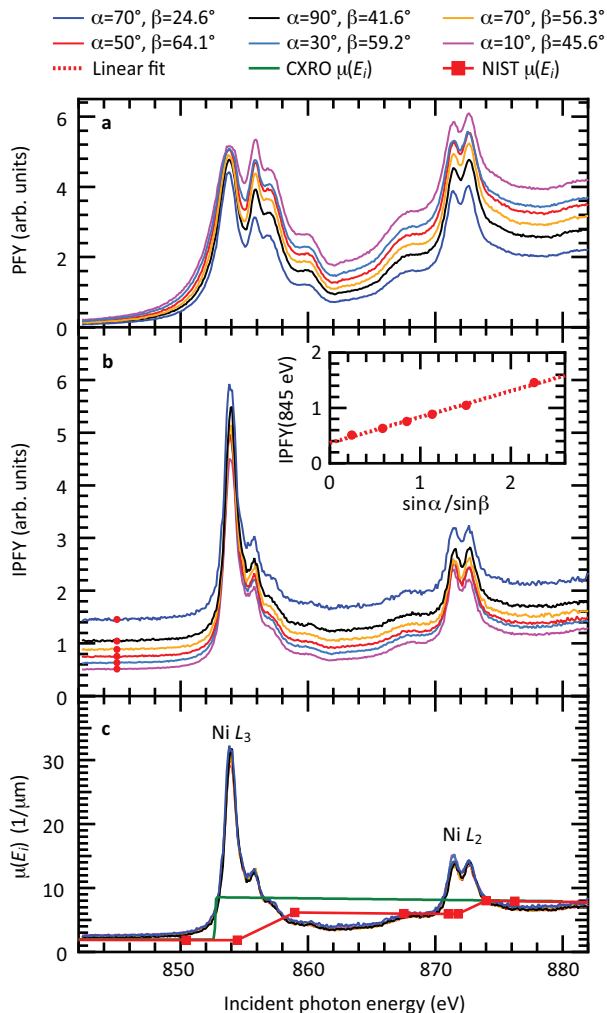 α=70°, β=24.6° α=90°, β=41.6° α=70°, β=56.3°
α=50°, β=64.1° α=30°, β=59.2° α=10°, β=45.6°
Linear fit CXRO μ(Ei) NIST μ(Ei)
a
PFY (arb. units)
6
4
2
0
b
IPFY (arb. units)
6
5
4
3
2
1
0
IPFY(845 eV)
2
1
0
0 1 2
sinα/sinβ
c
μ(Ei) (1/μm)
Ni L3
Ni L2
30
20
10
0
850 860 870 880
Incident photon energy (eV)